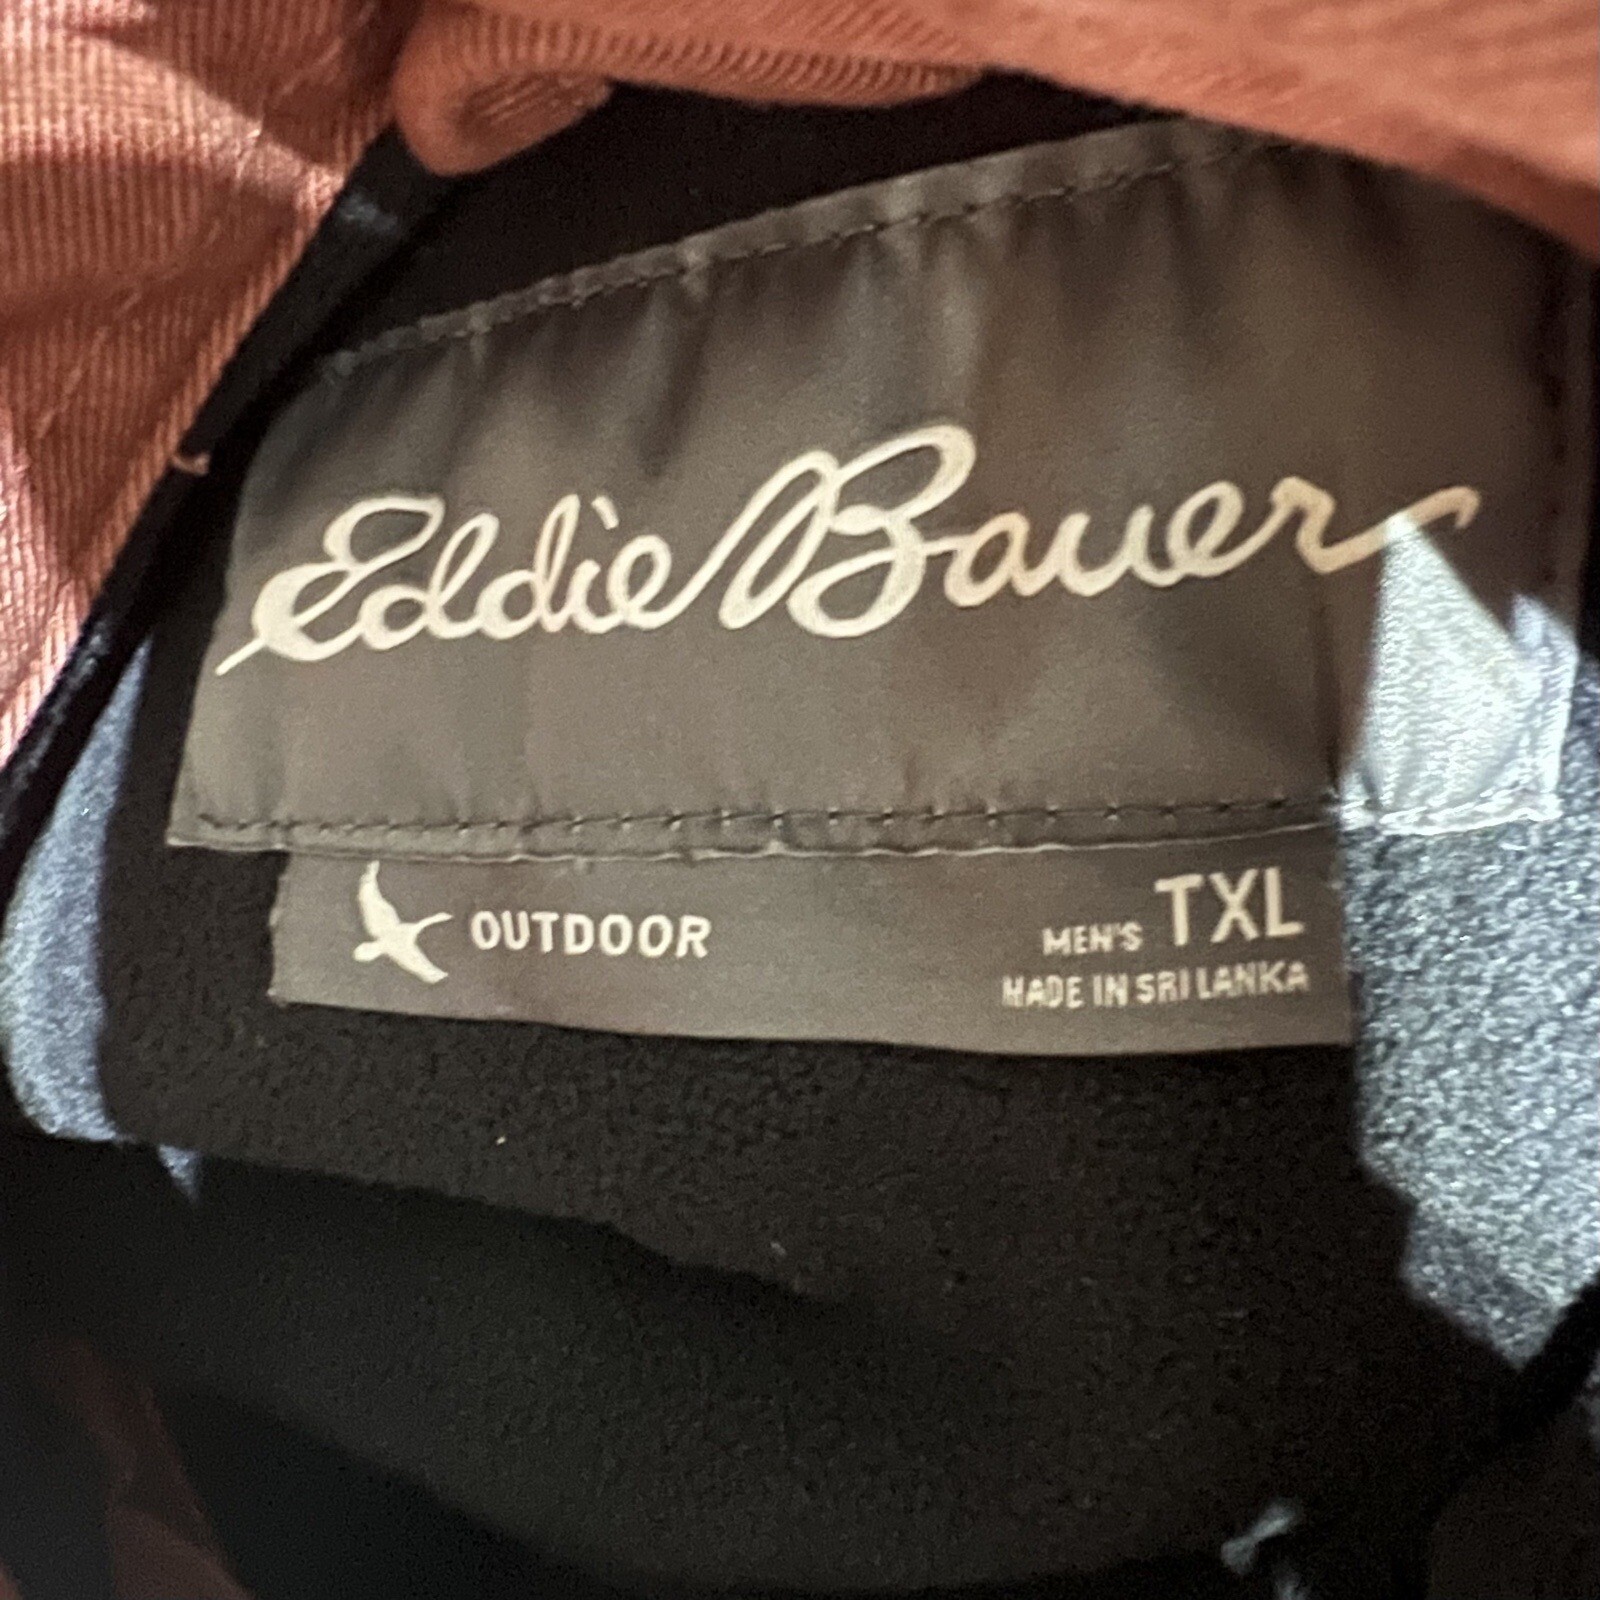 Eddie Bauer
OUTDOOR
MEN'S TXL
MADE IN SRI LANKA